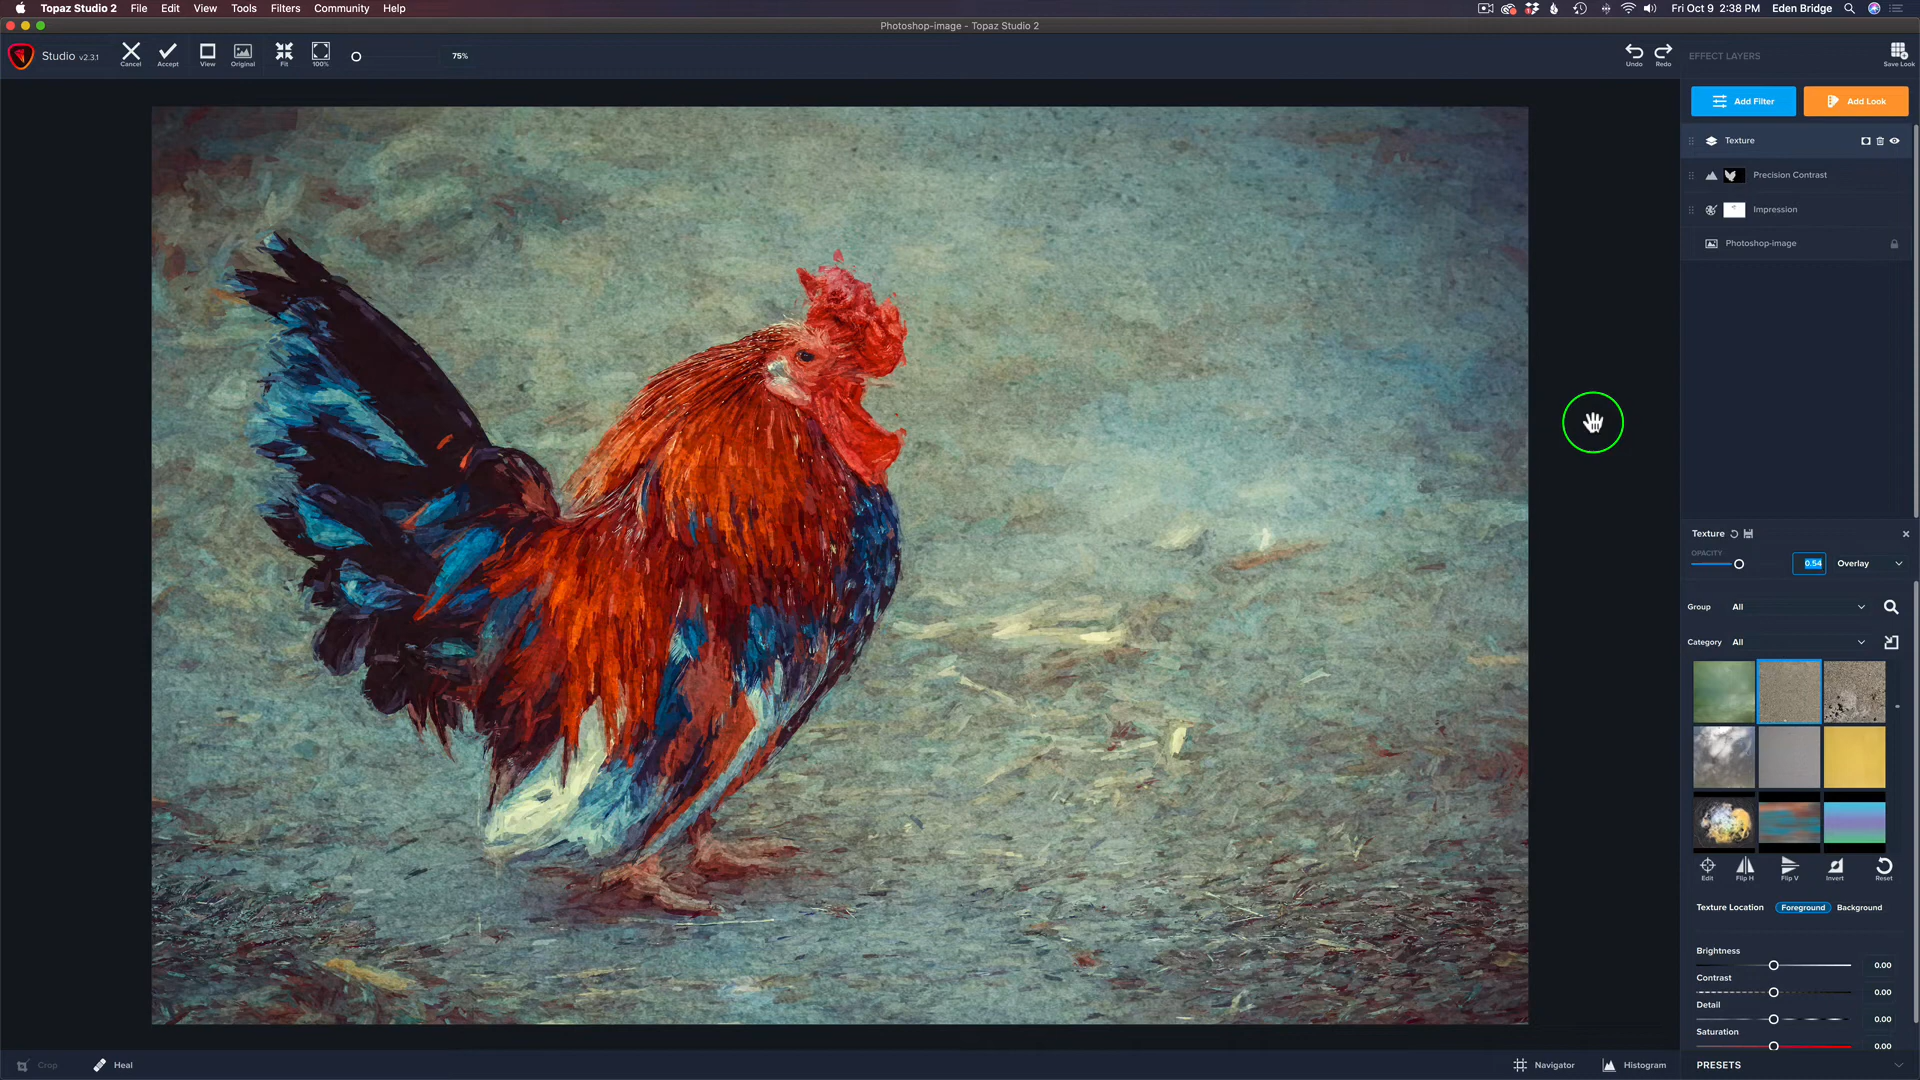 Topaz Studio 2 File Edit View Tools Filters Community Help
Fri Oct 9 2:38 PM Eden Bridge
Photoshop-image - Topaz Studio 2
Studio v2.3.1
Cancel Accept View Original Fit 100% 75% Undo Redo
EFFECT LAYERS
Save Look
Add Filter Add Look
Texture
Precision Contrast
Impression
Photoshop-image
Texture
OPACITY 0.54 Overlay
Group All
Category All
Edit Flip H Flip V Invert Reset
Texture Location Foreground Background
Brightness
0.00
Contrast
0.00
Detail
0.00
Saturation
0.00
Crop Heal Navigator Histogram PRESETS